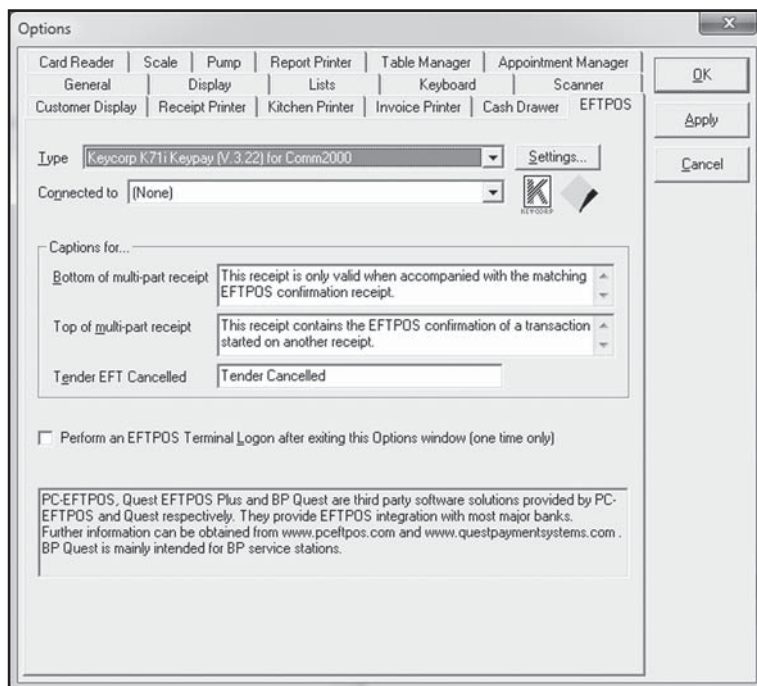 Options
Card Reader Scale Pump Report Printer Table Manager Appointment Manager
General Display Lists Keyboard Scanner
Customer Display Receipt Printer Kitchen Printer Invoice Printer Cash Drawer EFTPOS
OK
Apply
Cancel
Type Keycorp K71i Keypay (V.3.22) for Comm2000 Settings...
Connected to (None)
KEYCORP
Captions for...
Bottom of multi-part receipt This receipt is only valid when accompanied with the matching
EFTPOS confirmation receipt.
Top of multi-part receipt This receipt contains the EFTPOS confirmation of a transaction
started on another receipt.
Tender EFT Cancelled Tender Cancelled
Perform an EFTPOS Terminal Logon after exiting this Options window (one time only)
PC-EFTPOS, Quest EFTPOS Plus and BP Quest are third party software solutions provided by PC-
EFTPOS and Quest respectively. They provide EFTPOS integration with most major banks.
Further information can be obtained from www.pceftpos.com and www.questpaymentsystems.com .
BP Quest is mainly intended for BP service stations.